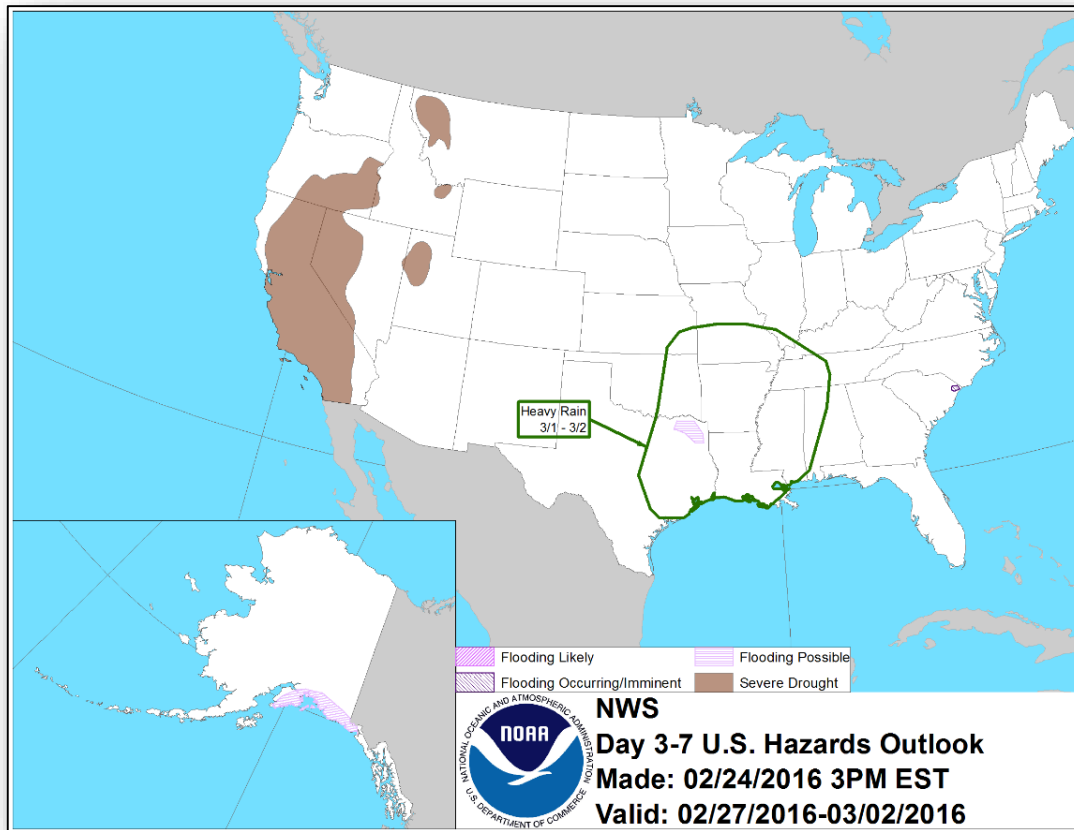 Heavy Rain
3/1 - 3/2
Flooding Likely
Flooding Possible
Flooding Occurring/Imminent
Severe Drought
NATIONAL OCEANIC AND ATMOSPHERIC ADMINISTRATION
NOAA
U.S. DEPARTMENT OF COMMERCE
NWS
Day 3-7 U.S. Hazards Outlook
Made: 02/24/2016 3PM EST
Valid: 02/27/2016-03/02/2016